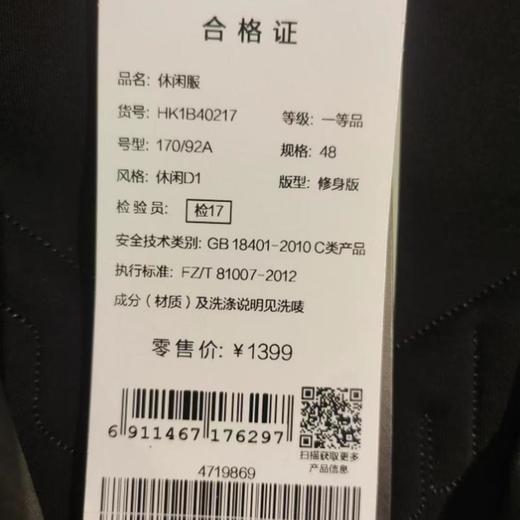 合格证
品名: 休闲服
货号: HK1B40217 等级: 一等品
号型: 170/92A 规格: 48
风格: 休闲D1 版型: 修身版
检验员: 检17
安全技术类别: GB 18401-2010 C类产品
执行标准: FZ/T 81007-2012
成分（材质）及洗涤说明见洗唛
零售价: ¥1399
6 911467 176297
扫描获取更多
产品信息
4719869